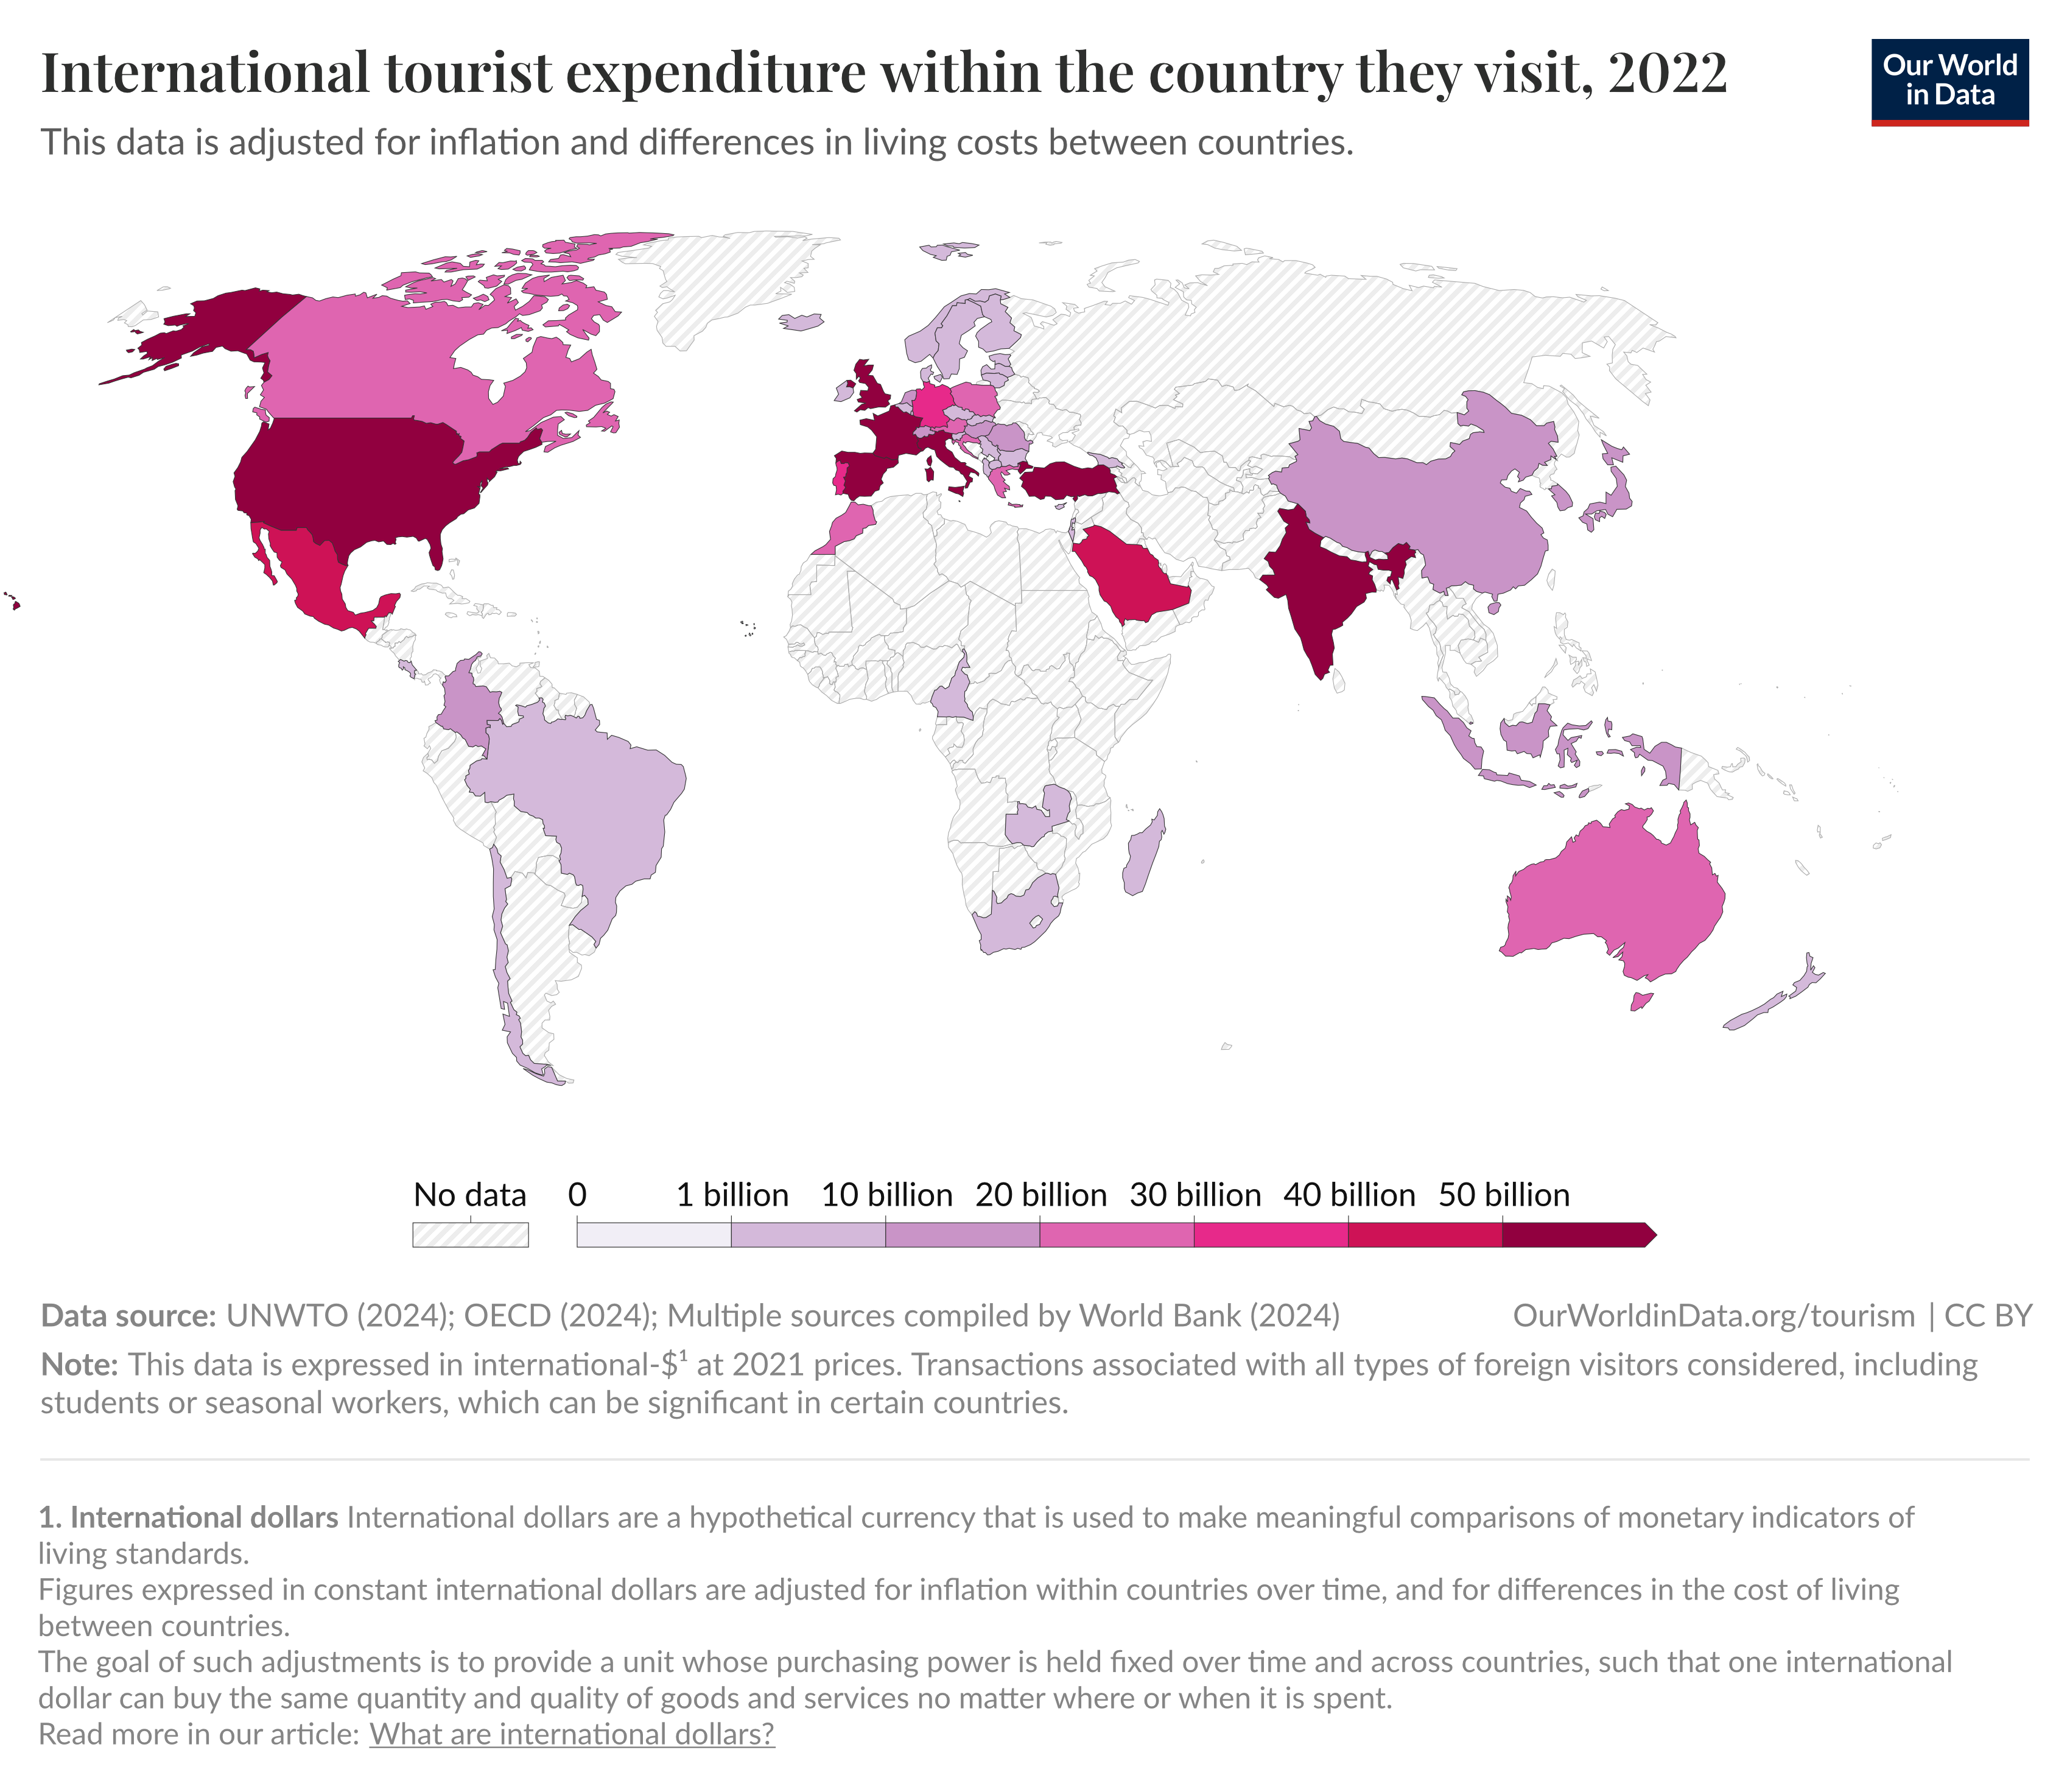 International tourist expenditure within the country they visit, 2022
Our World
in Data
This data is adjusted for inflation and differences in living costs between countries.
No data
0
1 billion
10 billion
20 billion
30 billion
40 billion
50 billion
Data source: UNWTO (2024); OECD (2024); Multiple sources compiled by World Bank (2024)
OurWorldinData.org/tourism | CC BY
Note: This data is expressed in international-$¹ at 2021 prices. Transactions associated with all types of foreign visitors considered, including
students or seasonal workers, which can be significant in certain countries.
1. International dollars International dollars are a hypothetical currency that is used to make meaningful comparisons of monetary indicators of
living standards.
Figures expressed in constant international dollars are adjusted for inflation within countries over time, and for differences in the cost of living
between countries.
The goal of such adjustments is to provide a unit whose purchasing power is held fixed over time and across countries, such that one international
dollar can buy the same quantity and quality of goods and services no matter where or when it is spent.
Read more in our article: What are international dollars?